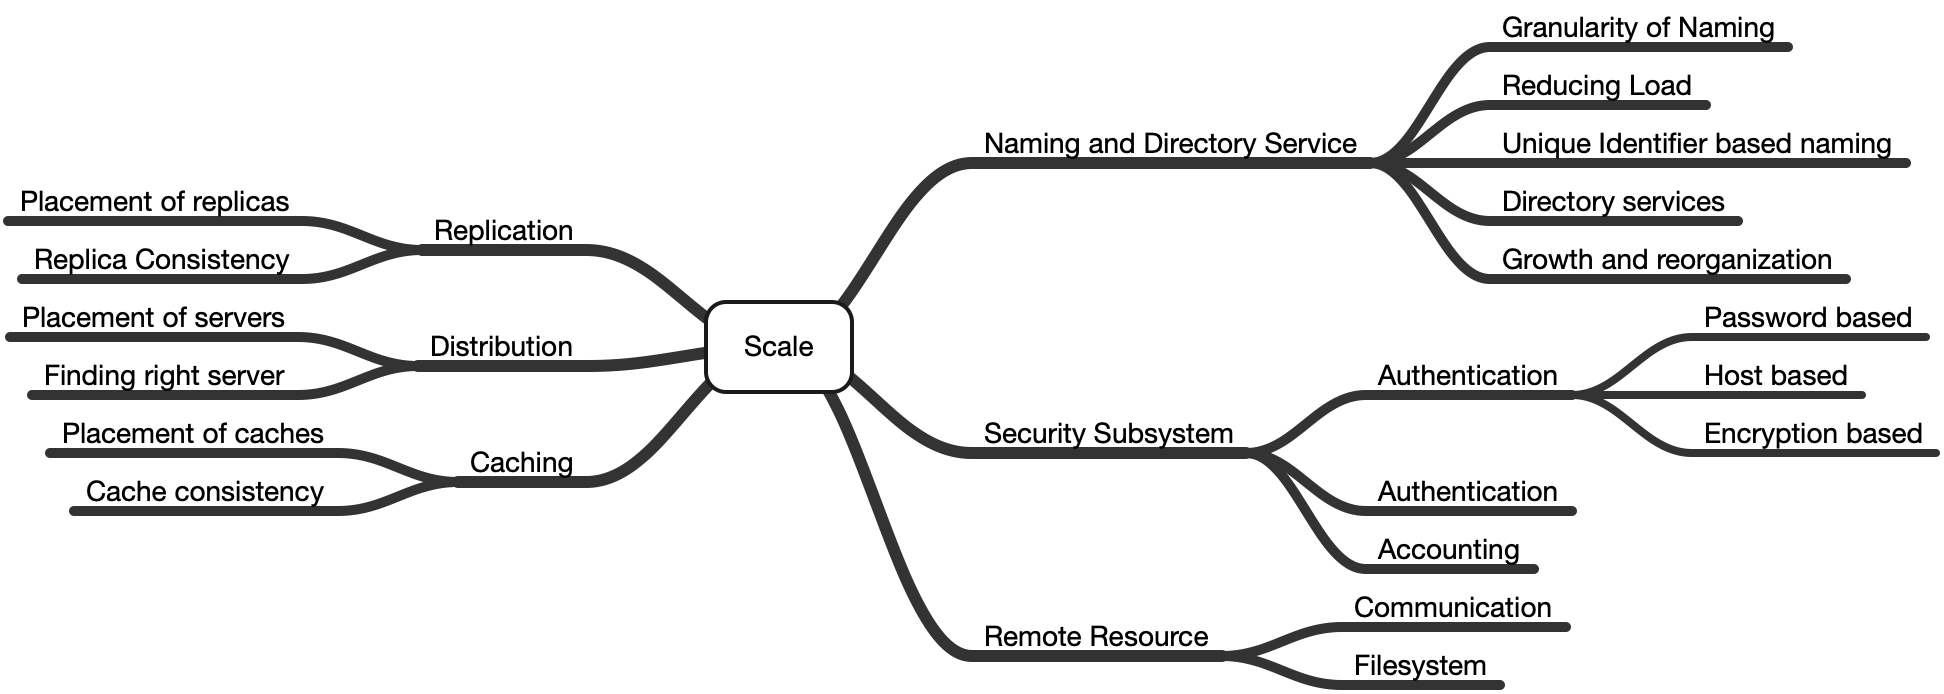 Granularity of Naming
Reducing Load
Naming and Directory Service
Unique Identifier based naming
Directory services
Growth and reorganization
Placement of replicas
Replication
Replica Consistency
Placement of servers
Distribution
Finding right server
Placement of caches
Caching
Cache consistency
Scale
Password based
Authentication
Host based
Encryption based
Security Subsystem
Authentication
Accounting
Communication
Remote Resource
Filesystem